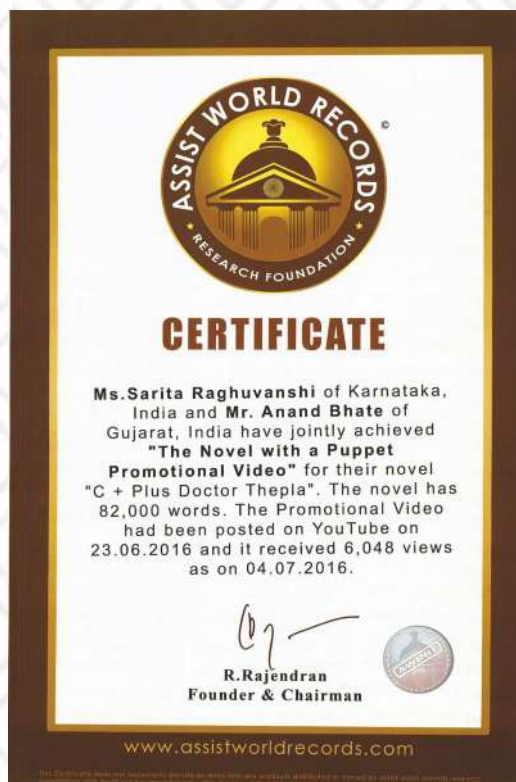 ASSIST WORLD RECORDS
©
RESEARCH FOUNDATION
CERTIFICATE
Ms.Sarita Raghuvanshi of Karnataka,
India and Mr. Anand Bhate of
Gujarat, India have jointly achieved
"The Novel with a Puppet
Promotional Video" for their novel
"C + Plus Doctor Thepla". The novel has
82,000 words. The Promotional Video
had been posted on YouTube on
23.06.2016 and it received 6,048 views
as on 04.07.2016.
R.Rajendran
Founder & Chairman
AWDRF
www.assistworldrecords.com